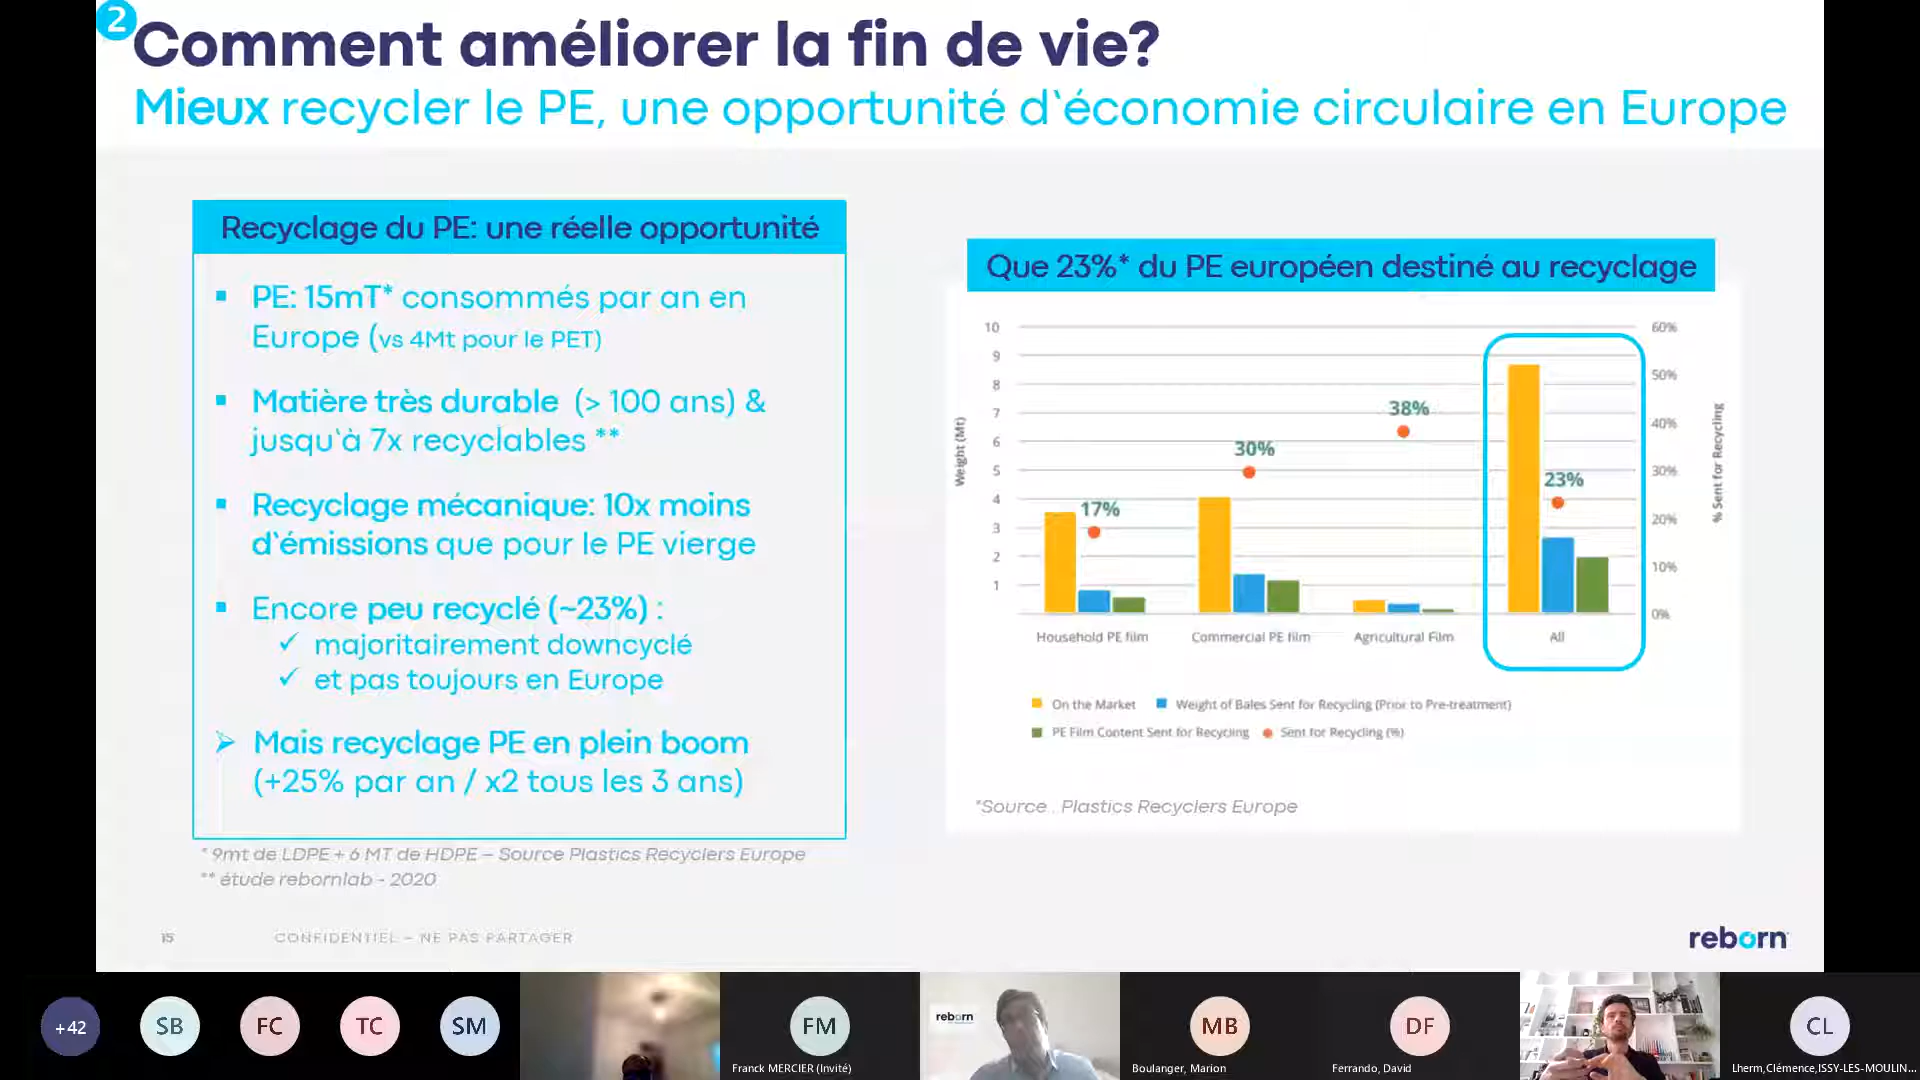 2
Comment améliorer la fin de vie?
Mieux recycler le PE, une opportunité d'économie circulaire en Europe
Recyclage du PE: une réelle opportunité
▪ PE: 15mT* consommés par an en
Europe (vs 4Mt pour le PET)
▪ Matière très durable (> 100 ans) &
jusqu'à 7x recyclables **
▪ Recyclage mécanique: 10x moins
d'émissions que pour le PE vierge
▪ Encore peu recyclé (~23%) :
✓ majoritairement downcyclé
✓ et pas toujours en Europe
➢ Mais recyclage PE en plein boom
(+25% par an / x2 tous les 3 ans)
* 9mt de LDPE + 6 MT de HDPE – Source Plastics Recyclers Europe
** étude rebornlab - 2020
Que 23%* du PE européen destiné au recyclage
10
9
8
7
6
5
4
3
2
1
Weight (Mt)
60%
50%
40%
30%
20%
10%
0%
% Sent for Recycling
17%
30%
38%
23%
Household PE film
Commercial PE film
Agricultural Film
All
On the Market
Weight of Bales Sent for Recycling (Prior to Pre-treatment)
PE Film Content Sent for Recycling
Sent for Recycling (%)
*Source . Plastics Recyclers Europe
15
CONFIDENTIEL – NE PAS PARTAGER
reborn
+42
SB
FC
TC
SM
FM
Franck MERCIER (Invité)
reborn
MB
Boulanger, Marion
DF
Ferrando, David
CL
Lherm,Clémence,ISSY-LES-MOULIN...